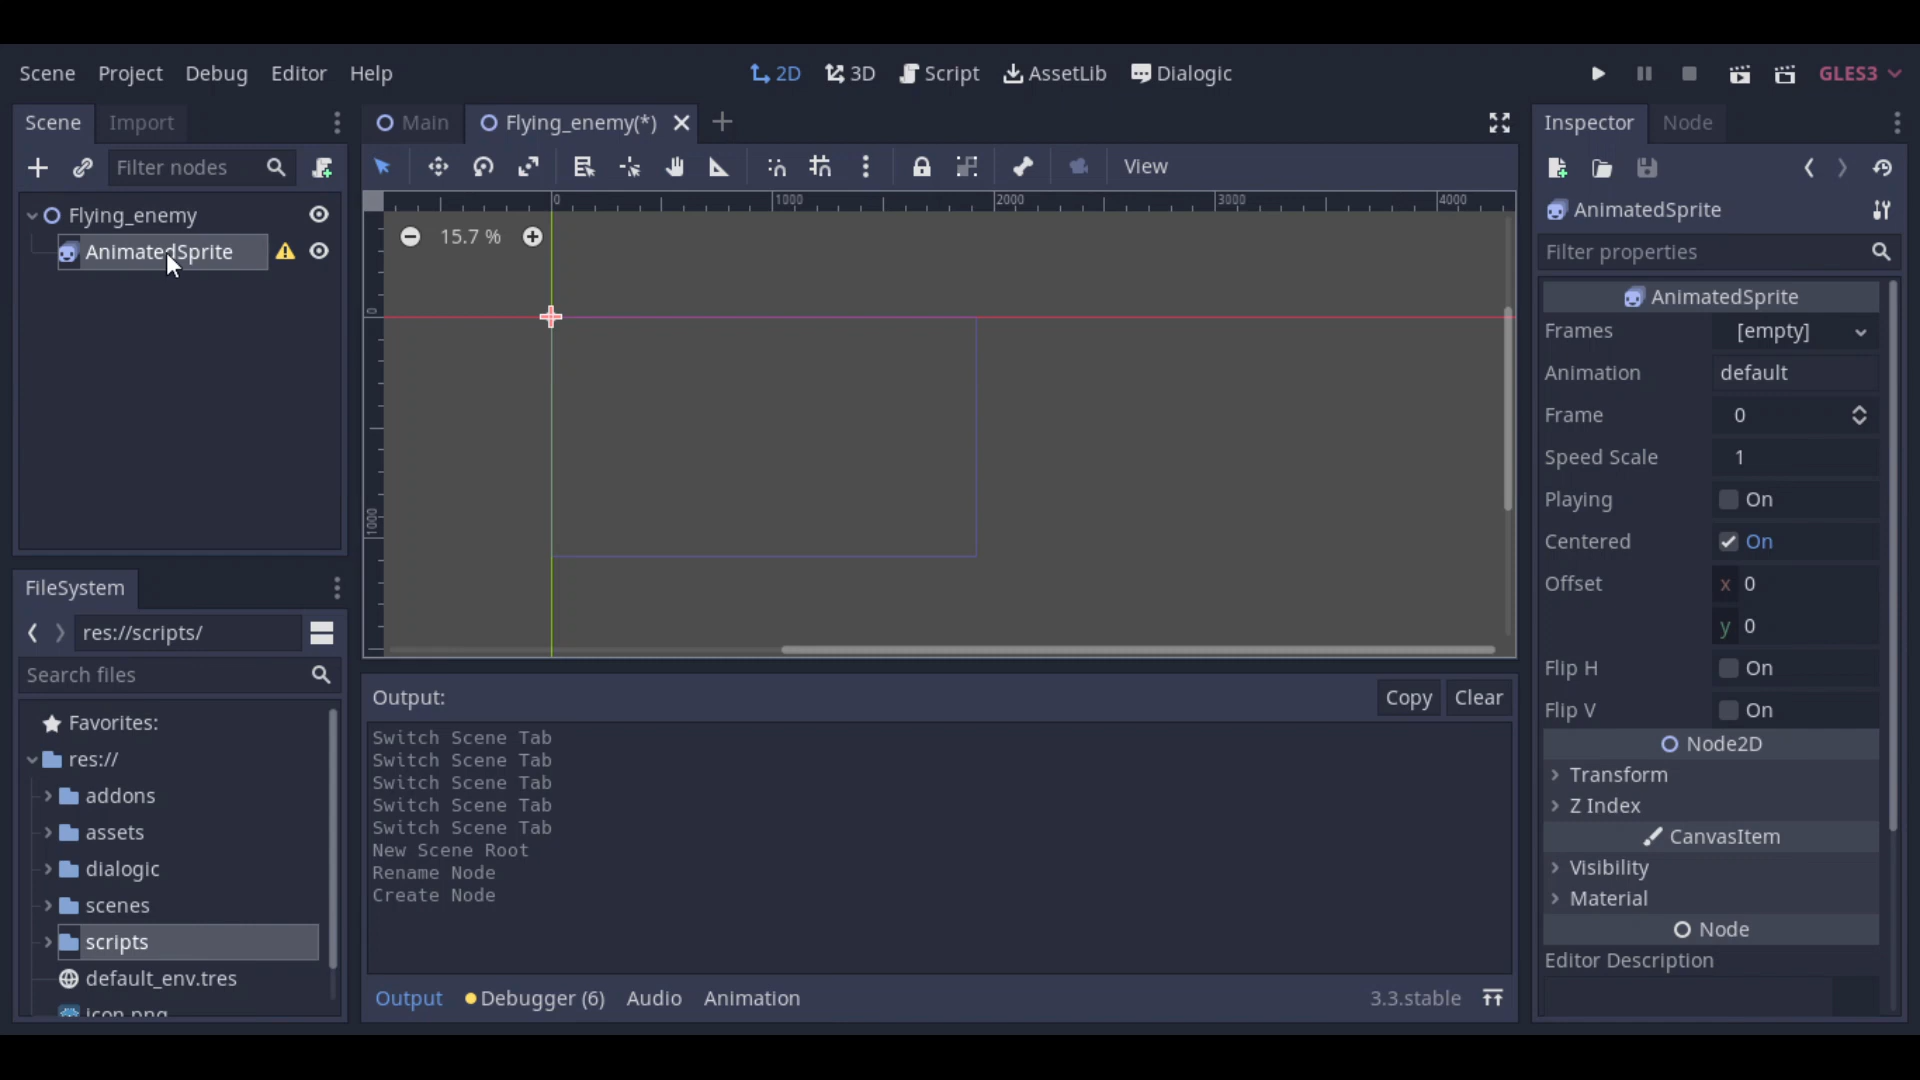 Scene Project Debug Editor Help
2D 3D Script AssetLib Dialogic
GLES3
Scene Import
Filter nodes
Flying_enemy
AnimatedSprite
FileSystem
res://scripts/
Search files
Favorites:
res://
addons
assets
dialogic
scenes
scripts
default_env.tres
icon.png
Main Flying_enemy(*)
View
0 1000 2000 3000 4000
0
1000
15.7 %
Output: Copy Clear
Switch Scene Tab
Switch Scene Tab
Switch Scene Tab
Switch Scene Tab
Switch Scene Tab
New Scene Root
Rename Node
Create Node
Output Debugger (6) Audio Animation 3.3.stable
Inspector Node
AnimatedSprite
Filter properties
AnimatedSprite
Frames [empty]
Animation default
Frame 0
Speed Scale 1
Playing On
Centered On
Offset x 0
y 0
Flip H On
Flip V On
Node2D
Transform
Z Index
CanvasItem
Visibility
Material
Node
Editor Description